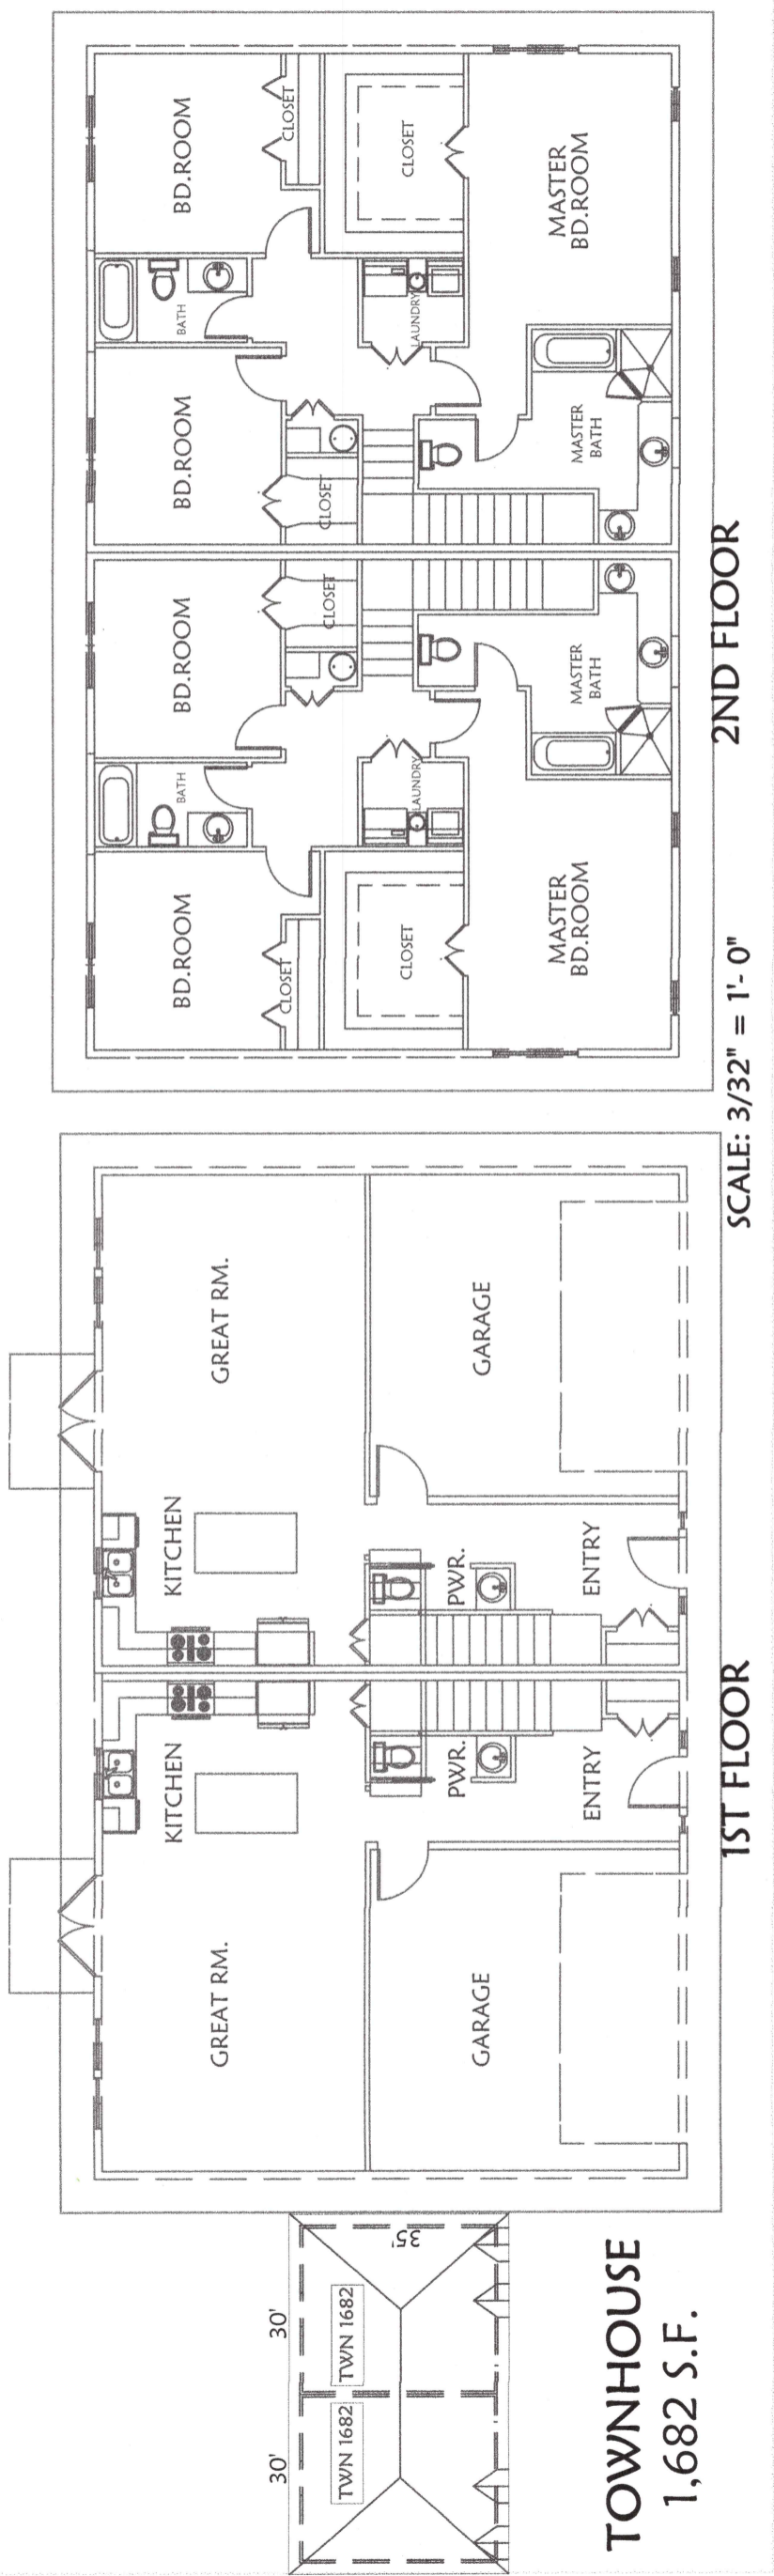 TOWNHOUSE
1,682 S.F.
30'
30'
TWN 1682
TWN 1682
35'
KITCHEN
KITCHEN
GREAT RM.
GREAT RM.
PWR.
PWR.
GARAGE
GARAGE
ENTRY
ENTRY
1ST FLOOR
SCALE: 3/32" = 1'- 0"
BD.ROOM
BATH
BD.ROOM
BD.ROOM
BATH
BD.ROOM
CLOSET
CLOSET
CLOSET
CLOSET
CLOSET
LAUNDRY
LAUNDRY
CLOSET
MASTER
BD.ROOM
MASTER
BATH
MASTER
BATH
MASTER
BD.ROOM
2ND FLOOR